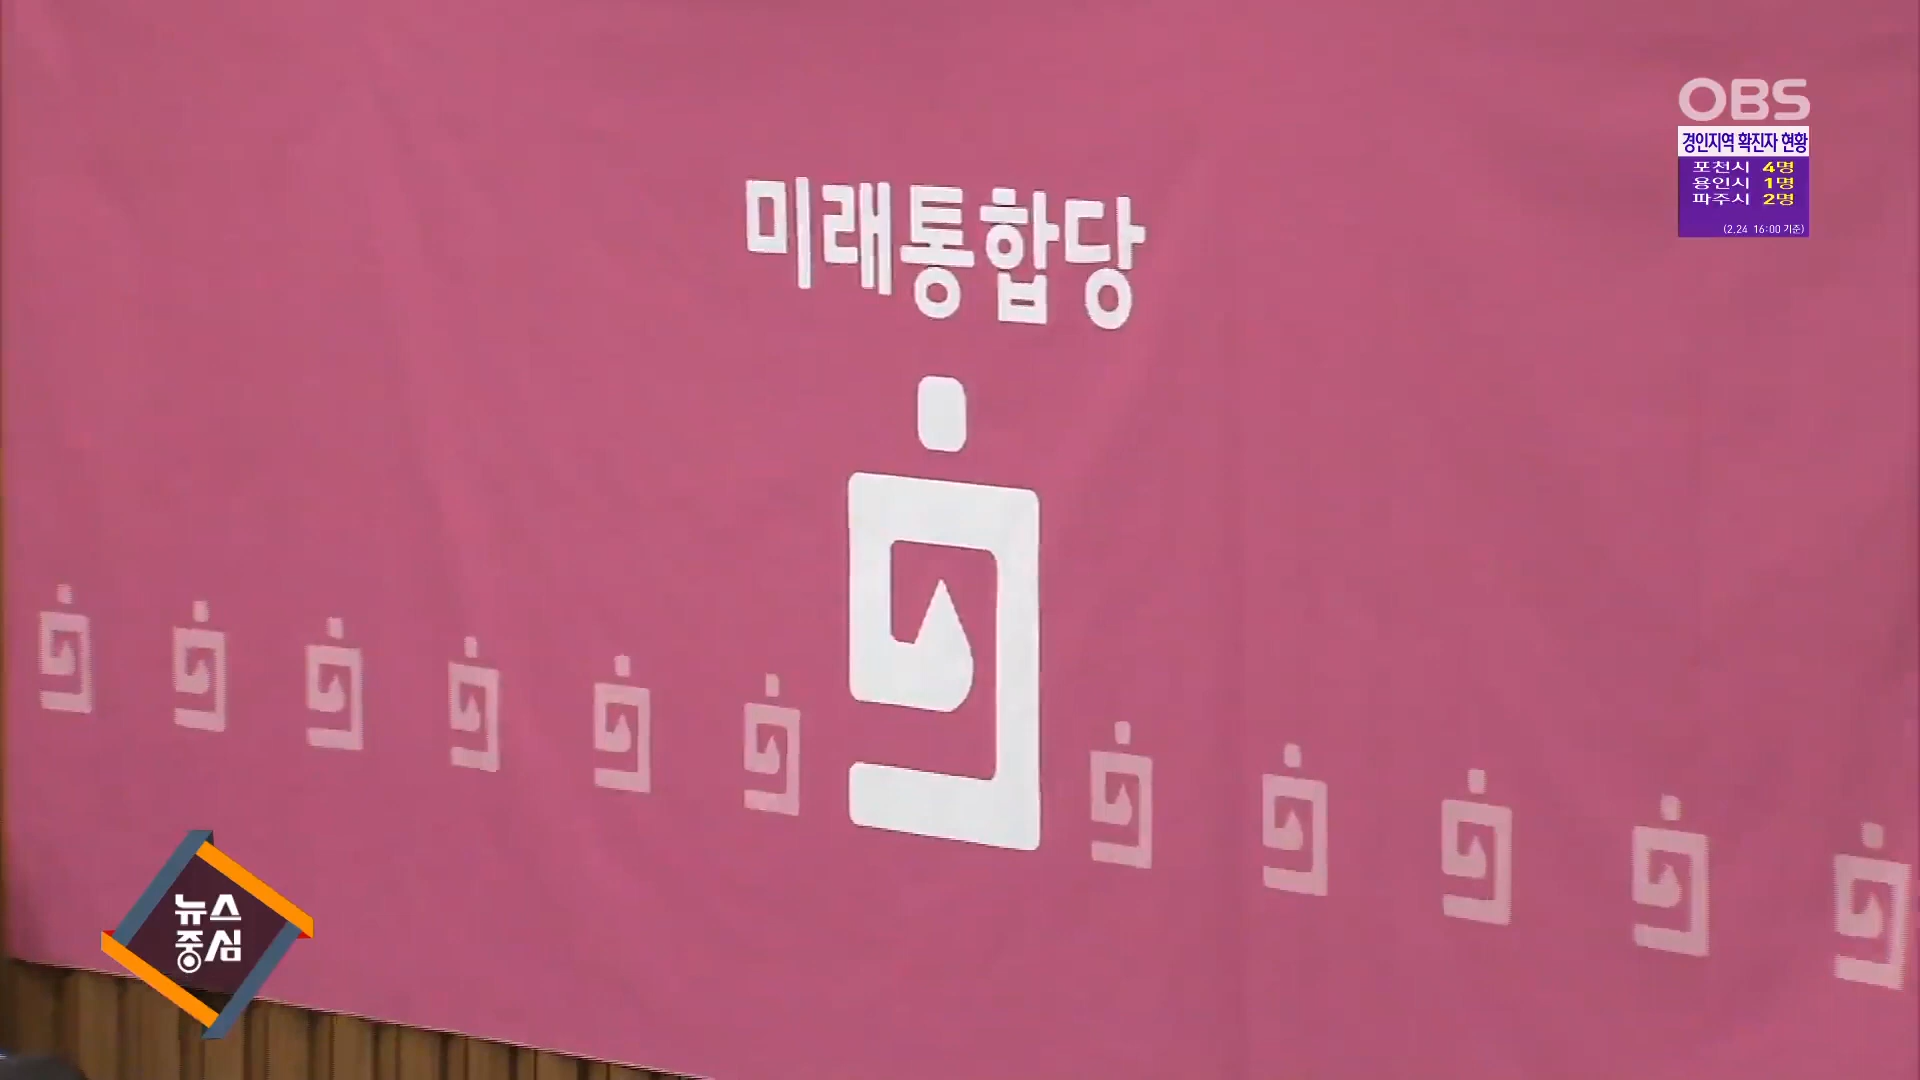 미래통합당
OBS
경인지역 확진자 현황
포천시 4명
용인시 1명
파주시 2명
(2.24 16:00 기준)
뉴스
중심